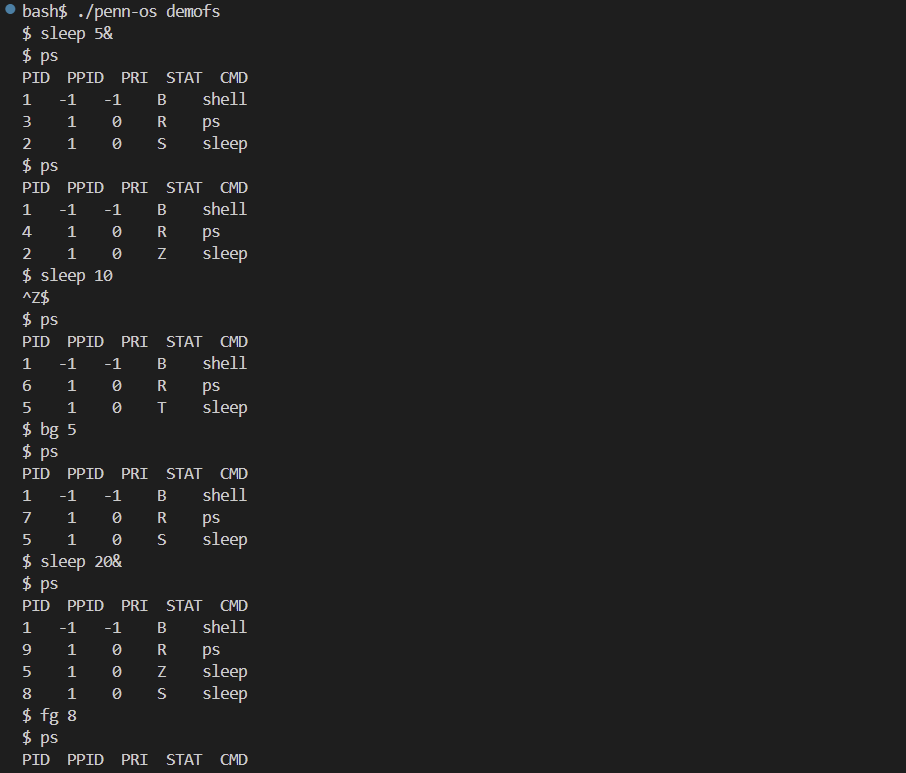 bash$ ./penn-os demofs
$ sleep 5&
$ ps
PID  PPID  PRI  STAT  CMD
1   -1   -1    B    shell
3    1    0    R    ps
2    1    0    S    sleep
$ ps
PID  PPID  PRI  STAT  CMD
1   -1   -1    B    shell
4    1    0    R    ps
2    1    0    Z    sleep
$ sleep 10
^Z$
$ ps
PID  PPID  PRI  STAT  CMD
1   -1   -1    B    shell
6    1    0    R    ps
5    1    0    T    sleep
$ bg 5
$ ps
PID  PPID  PRI  STAT  CMD
1   -1   -1    B    shell
7    1    0    R    ps
5    1    0    S    sleep
$ sleep 20&
$ ps
PID  PPID  PRI  STAT  CMD
1   -1   -1    B    shell
9    1    0    R    ps
5    1    0    Z    sleep
8    1    0    S    sleep
$ fg 8
$ ps
PID  PPID  PRI  STAT  CMD